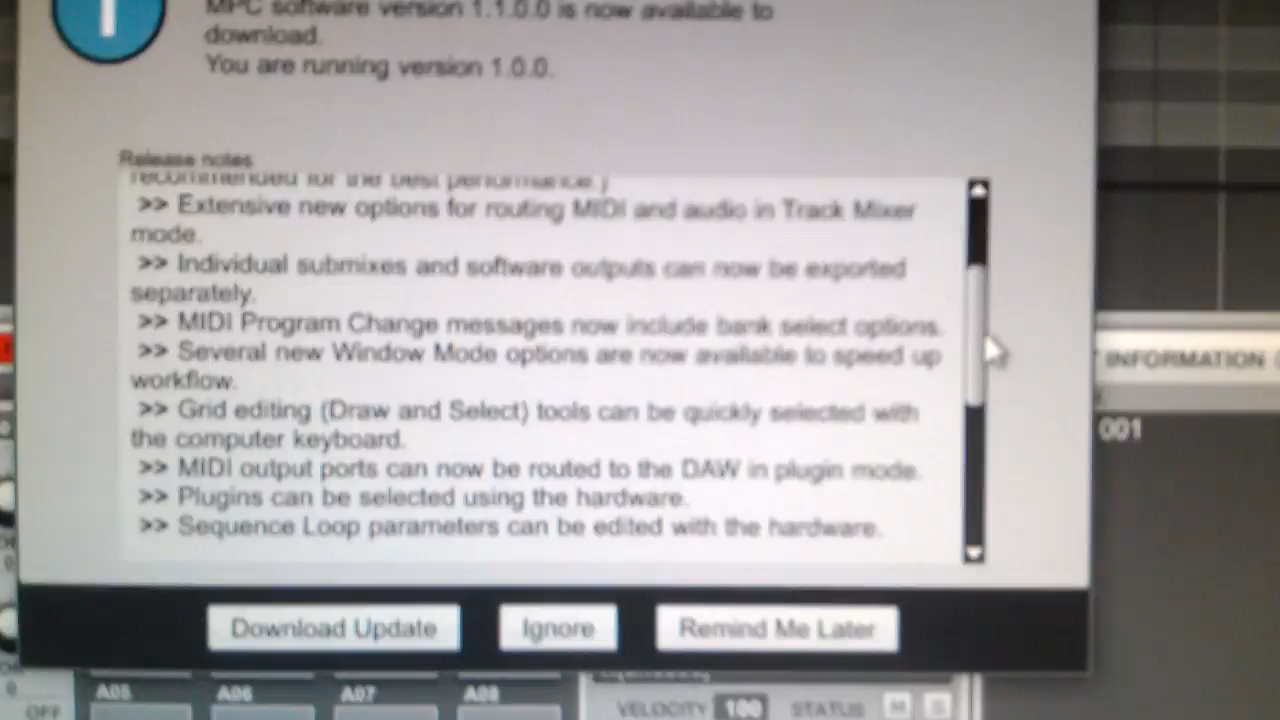 MPC software version 1.1.0.0 is now available to
download.
You are running version 1.0.0.
Release notes
recommended for the best performance.)
>> Extensive new options for routing MIDI and audio in Track Mixer
mode.
>> Individual submixes and software outputs can now be exported
separately.
>> MIDI Program Change messages now include bank select options.
>> Several new Window Mode options are now available to speed up
workflow.
>> Grid editing (Draw and Select) tools can be quickly selected with
the computer keyboard.
>> MIDI output ports can now be routed to the DAW in plugin mode.
>> Plugins can be selected using the hardware.
>> Sequence Loop parameters can be edited with the hardware.
Download Update
Ignore
Remind Me Later
INFORMATION
001
A05
A06
A07
A08
OFF
VELOCITY 100 STATUS M S